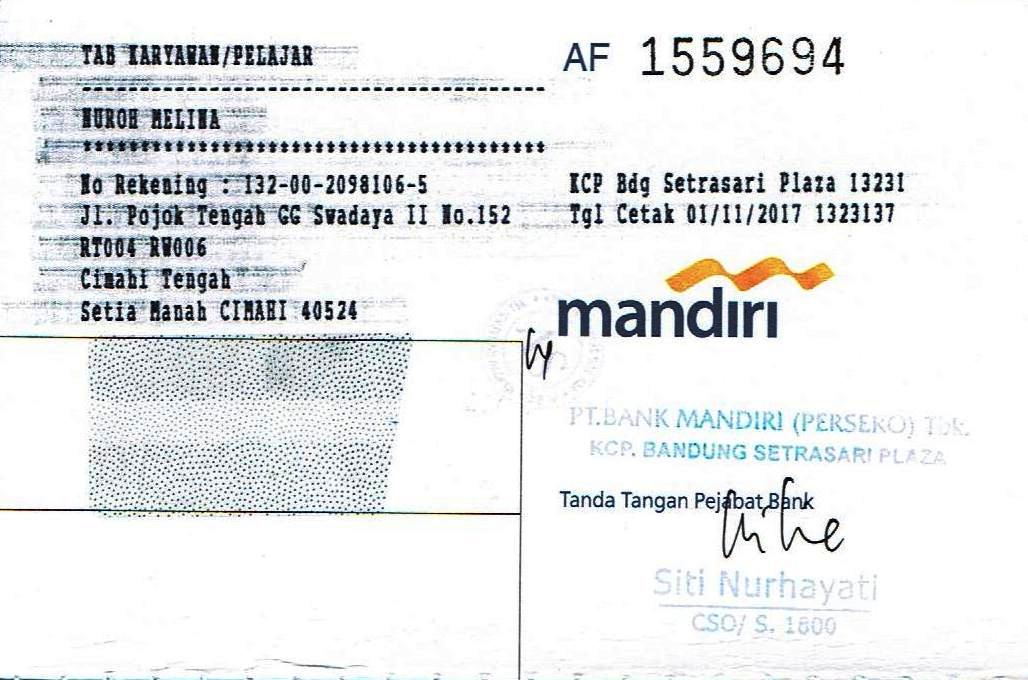 TAB KARYAWAN/PELAJAR
AF 1559694
NUROH MELINA
No Rekening : 132-00-2098106-5
Jl. Pojok Tengah GG Swadaya II No.152
RT004 RW006
Cimahi Tengah
Setia Manah CIMAHI 40524
KCP Bdg Setrasari Plaza 13231
Tgl Cetak 01/11/2017 1323137
mandiri
PT.BANK MANDIRI (PERSERO) Tbk.
KCP. BANDUNG SETRASARI PLAZA
Tanda Tangan Pejabat Bank
Siti Nurhayati
CSO/ S. 1800